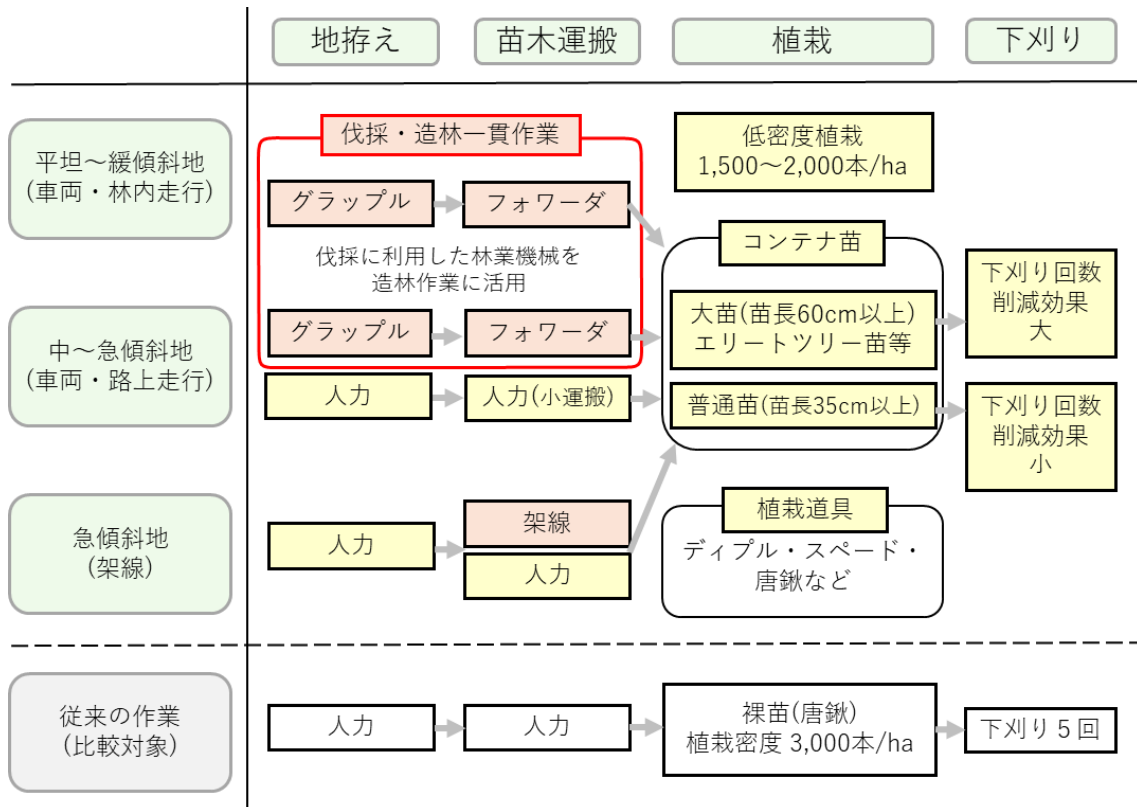 地拵え
苗木運搬
植栽
下刈り
平坦～緩傾斜地
(車両・林内走行)
伐採・造林一貫作業
グラップル
フォワーダ
伐採に利用した林業機械を
造林作業に活用
低密度植栽
1,500～2,000本/ha
コンテナ苗
中～急傾斜地
(車両・路上走行)
グラップル
フォワーダ
大苗(苗長60cm以上)
エリートツリー苗等
下刈り回数
削減効果
大
人力
人力(小運搬)
普通苗(苗長35cm以上)
下刈り回数
削減効果
小
急傾斜地
(架線)
人力
架線
人力
植栽道具
ディプル・スペード・
唐鍬など
従来の作業
(比較対象)
人力
人力
裸苗(唐鍬)
植栽密度 3,000本/ha
下刈り５回